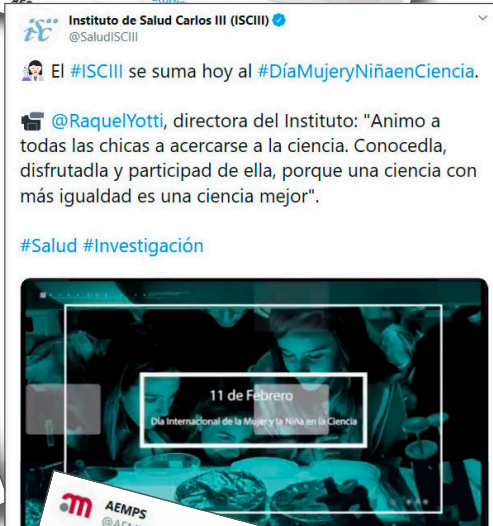 Instituto de Salud Carlos III (ISCIII)
@SaludISCIII
El #ISCIII se suma hoy al #DíaMujeryNiñaenCiencia.
@RaquelYotti, directora del Instituto: "Animo a
todas las chicas a acercarse a la ciencia. Conocedla,
disfrutadla y participad de ella, porque una ciencia con
más igualdad es una ciencia mejor".
#Salud #Investigación
11 de Febrero
Día Internacional de la Mujer y la Niña en la Ciencia
AEMPS